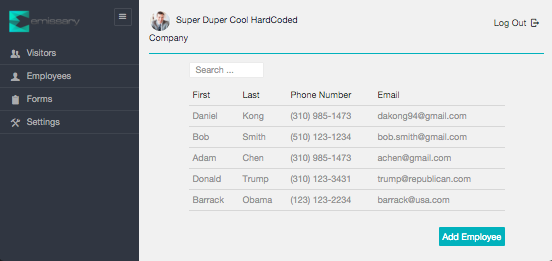 emissary
Super Duper Cool HardCoded
Company
Log Out
Visitors
Employees
Forms
Settings
Search ...
First Last Phone Number Email
Daniel Kong (310) 985-1473 dakong94@gmail.com
Bob Smith (510) 123-1234 bob.smith@gmail.com
Adam Chen (310) 985-1473 achen@gmail.com
Donald Trump (310) 123-3431 trump@republican.com
Barrack Obama (123) 123-2234 barrack@usa.com
Add Employee